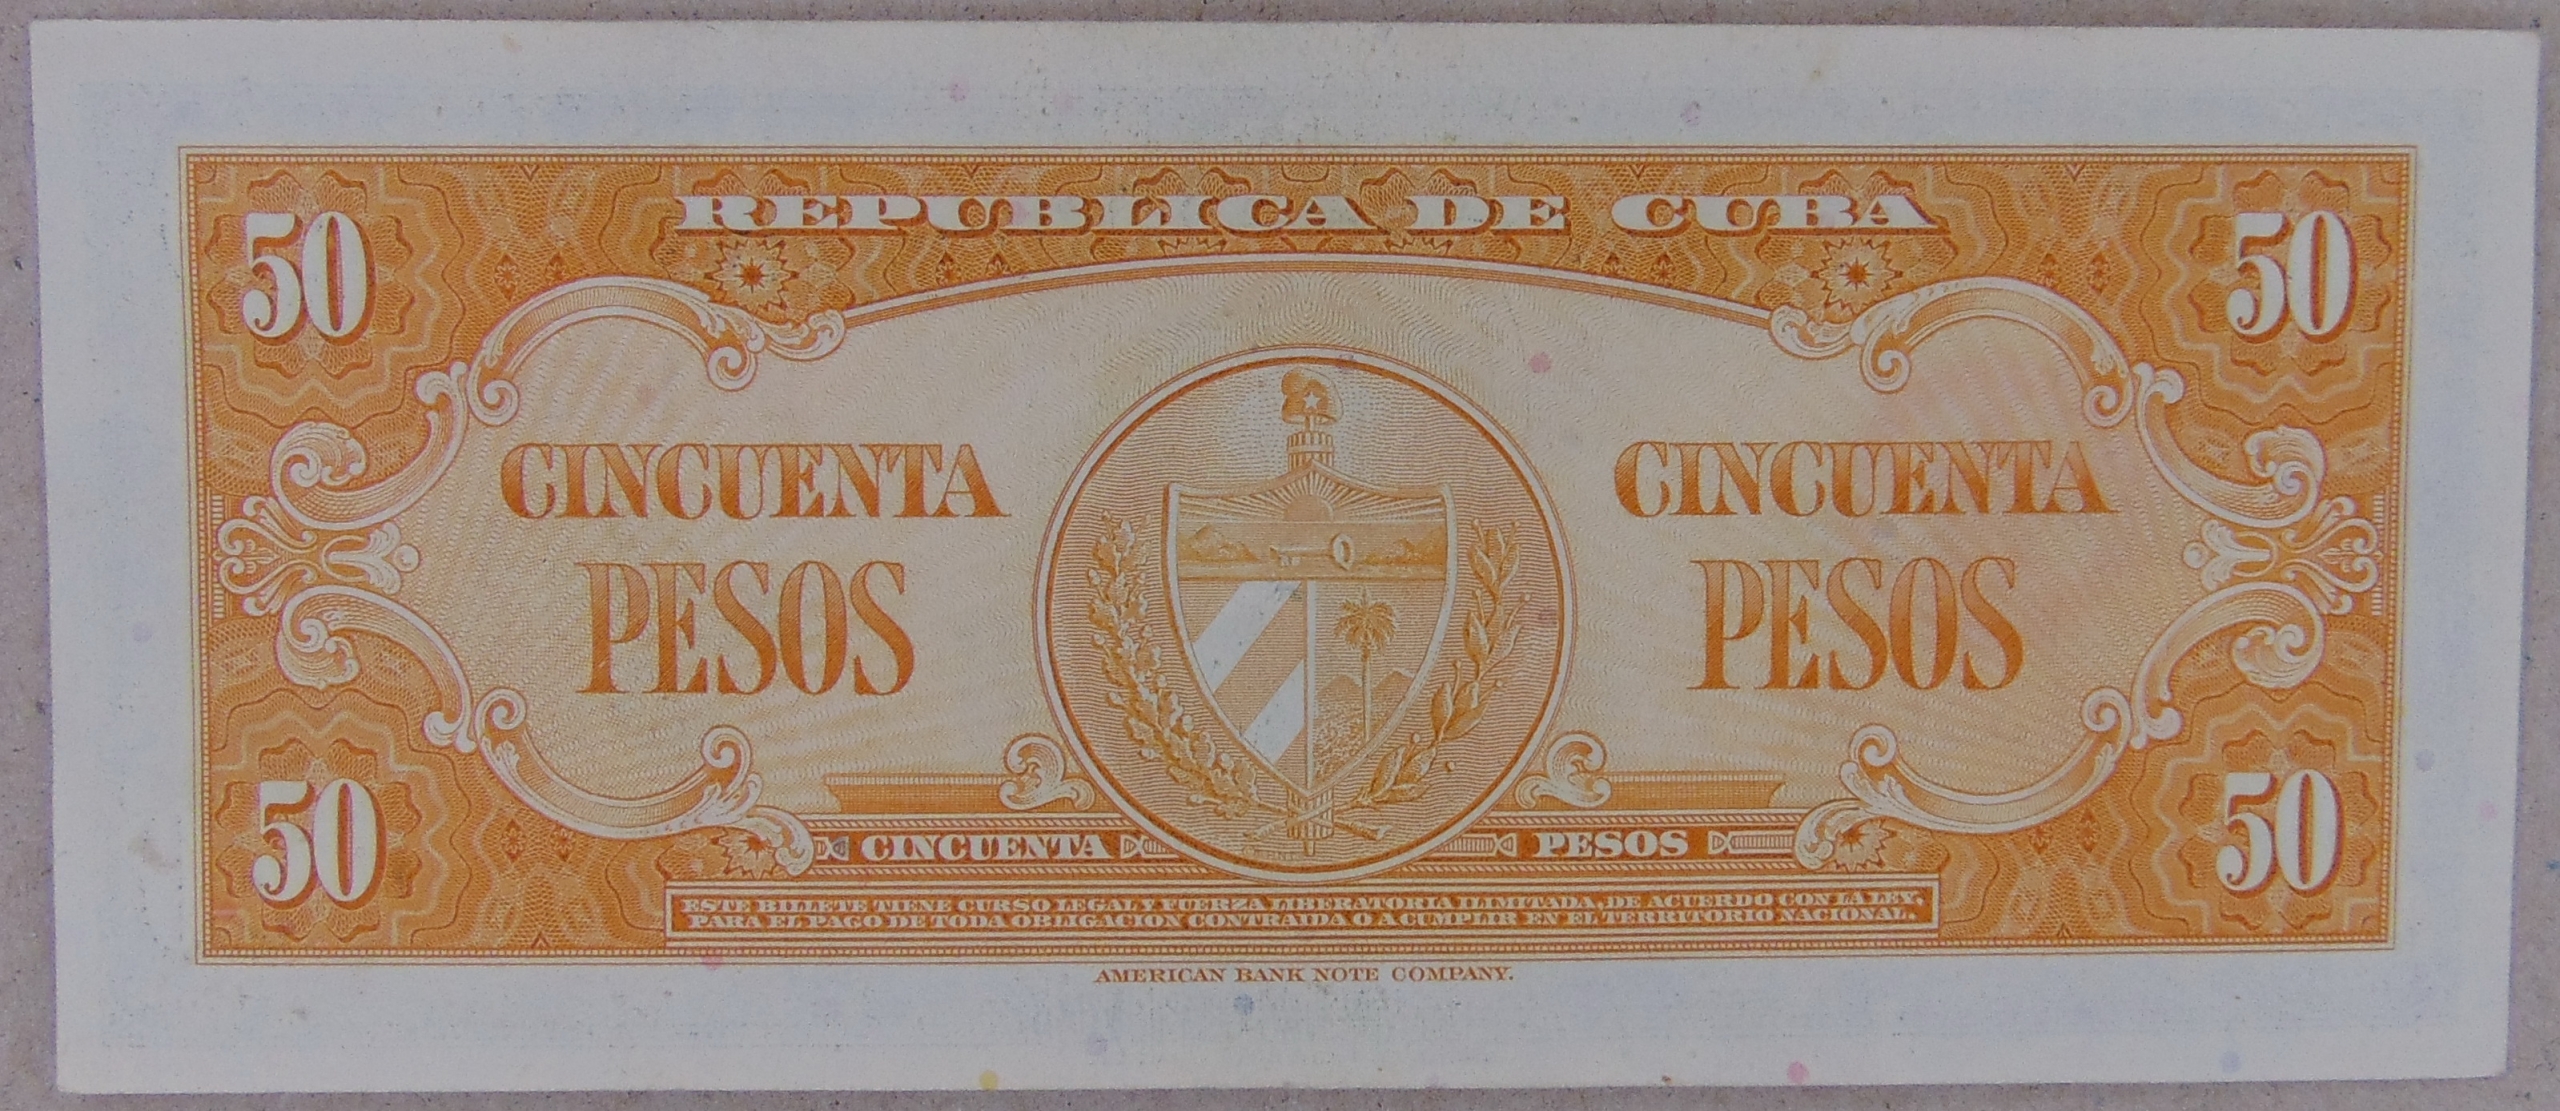 REPUBLICA DE CUBA
50 50
CINCUENTA CINCUENTA
PESOS PESOS
50 50
CINCUENTA PESOS
ESTE BILLETE TIENE CURSO LEGAL Y FUERZA LIBERATORIA ILIMITADA, DE ACUERDO CON LA LEY,
PARA EL PAGO DE TODA OBLIGACION CONTRAIDA O A CUMPLIR EN EL TERRITORIO NACIONAL.
AMERICAN BANK NOTE COMPANY.